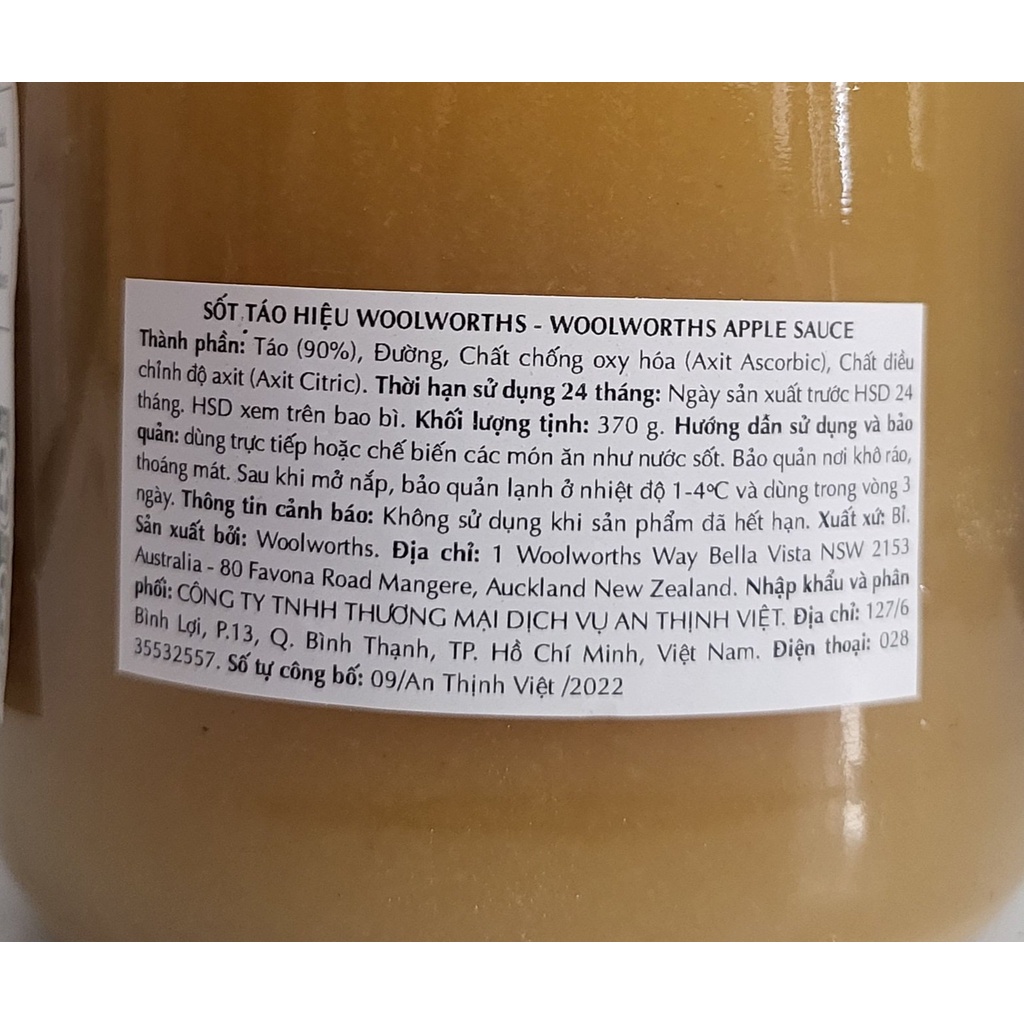 SỐT TÁO HIỆU WOOLWORTHS - WOOLWORTHS APPLE SAUCE
Thành phần: Táo (90%), Đường, Chất chống oxy hóa (Axit Ascorbic), Chất điều
chỉnh độ axit (Axit Citric). Thời hạn sử dụng 24 tháng: Ngày sản xuất trước HSD 24
tháng. HSD xem trên bao bì. Khối lượng tịnh: 370 g. Hướng dẫn sử dụng và bảo
quản: dùng trực tiếp hoặc chế biến các món ăn như nước sốt. Bảo quản nơi khô ráo,
thoáng mát. Sau khi mở nắp, bảo quản lạnh ở nhiệt độ 1-4ºC và dùng trong vòng 3
ngày. Thông tin cảnh báo: Không sử dụng khi sản phẩm đã hết hạn. Xuất xứ: Bỉ.
Sản xuất bởi: Woolworths. Địa chỉ: 1 Woolworths Way Bella Vista NSW 2153
Australia - 80 Favona Road Mangere, Auckland New Zealand. Nhập khẩu và phân
phối: CÔNG TY TNHH THƯƠNG MẠI DỊCH VỤ AN THỊNH VIỆT. Địa chỉ: 127/6
Bình Lợi, P.13, Q. Bình Thạnh, TP. Hồ Chí Minh, Việt Nam. Điện thoại: 028
35532557. Số tự công bố: 09/An Thịnh Việt /2022